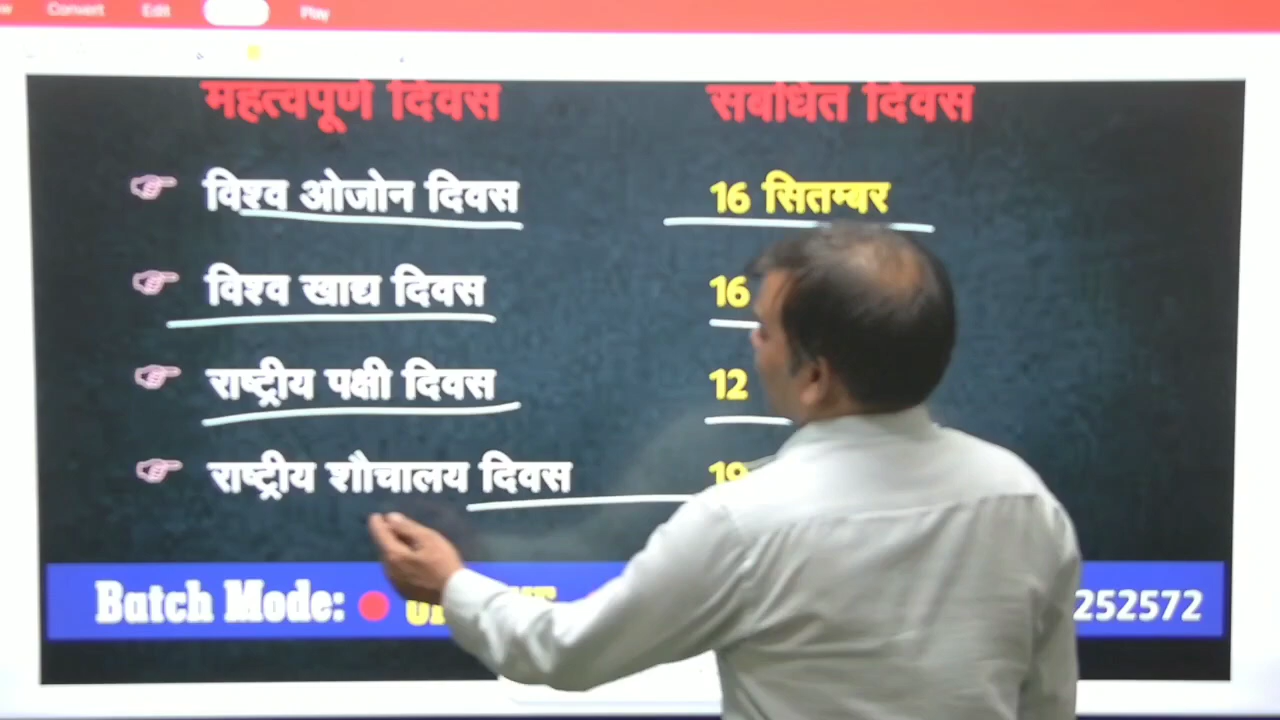 Convert Edit Play
महत्वपूर्ण दिवस संबंधित दिवस
विश्व ओजोन दिवस 16 सितम्बर
विश्व खाद्य दिवस 16
राष्ट्रीय पक्षी दिवस 12
राष्ट्रीय शौचालय दिवस 19
Batch Mode: 252572